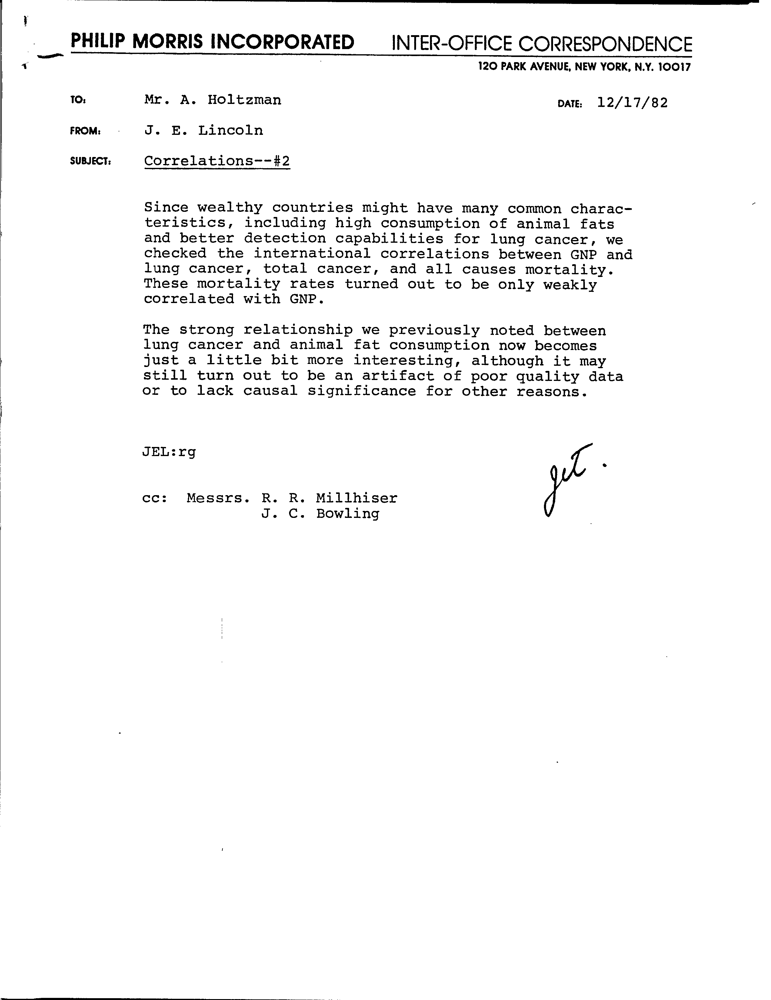 PHILIP MORRIS INCORPORATED INTER-OFFICE CORRESPONDENCE
120 PARK AVENUE, NEW YORK, N.Y. 10017
TO: Mr. A. Holtzman DATE: 12/17/82
FROM: J. E. Lincoln
SUBJECT: Correlations--#2
Since wealthy countries might have many common charac-
teristics, including high consumption of animal fats
and better detection capabilities for lung cancer, we
checked the international correlations between GNP and
lung cancer, total cancer, and all causes mortality.
These mortality rates turned out to be only weakly
correlated with GNP.
The strong relationship we previously noted between
lung cancer and animal fat consumption now becomes
just a little bit more interesting, although it may
still turn out to be an artifact of poor quality data
or to lack causal significance for other reasons.
JEL:rg
cc: Messrs. R. R. Millhiser
J. C. Bowling